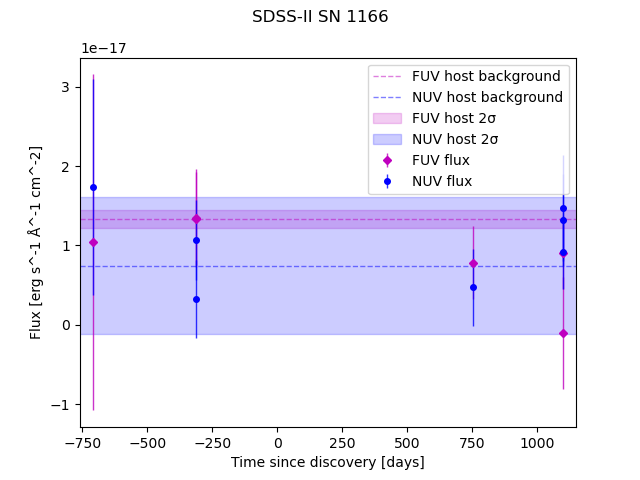 SDSS-II SN 1166
1e−17
FUV host background
NUV host background
FUV host 2σ
NUV host 2σ
FUV flux
NUV flux
3
2
1
0
−1
Flux [erg s^-1 Å^-1 cm^-2]
−750
−500
−250
0
250
500
750
1000
Time since discovery [days]